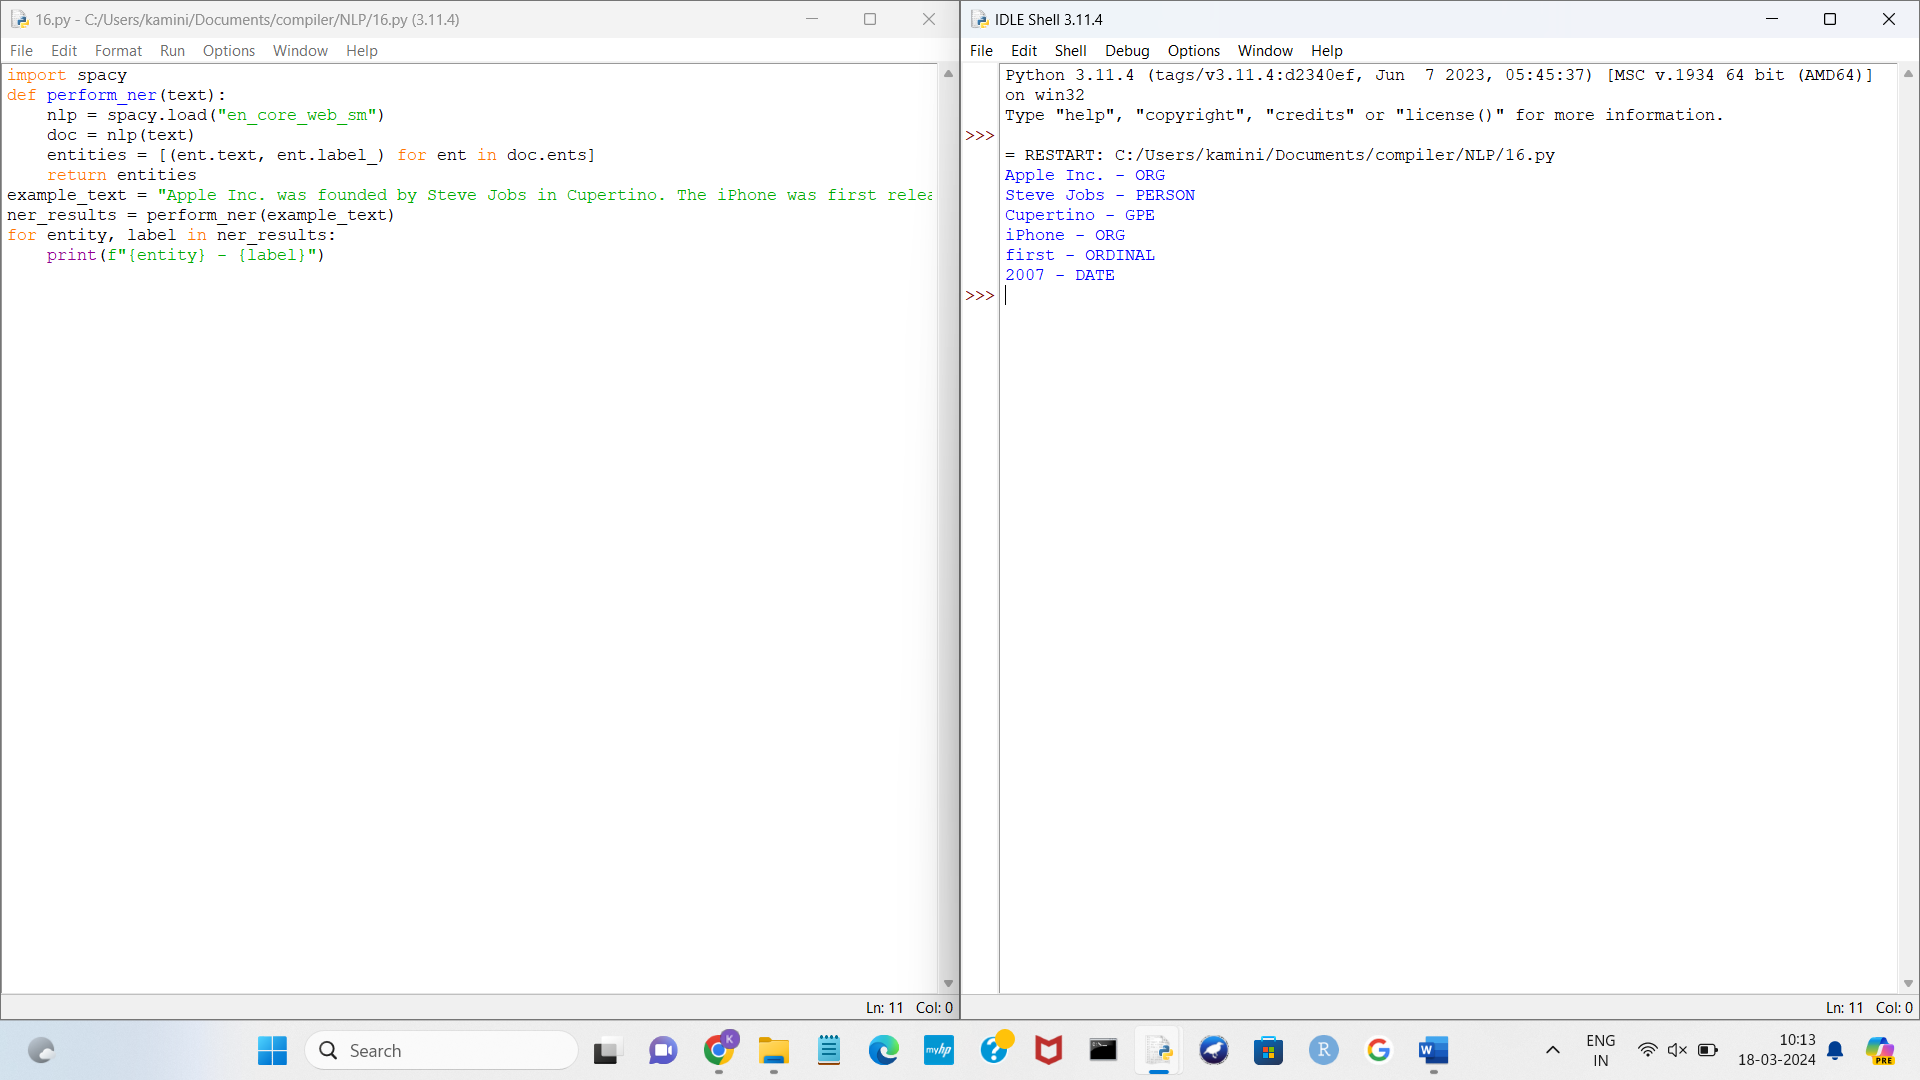 16.py - C:/Users/kamini/Documents/compiler/NLP/16.py (3.11.4)
File Edit Format Run Options Window Help
import spacy
def perform_ner(text):
    nlp = spacy.load("en_core_web_sm")
    doc = nlp(text)
    entities = [(ent.text, ent.label_) for ent in doc.ents]
    return entities
example_text = "Apple Inc. was founded by Steve Jobs in Cupertino. The iPhone was first relea
ner_results = perform_ner(example_text)
for entity, label in ner_results:
    print(f"{entity} - {label}")
Ln: 11 Col: 0
IDLE Shell 3.11.4
File Edit Shell Debug Options Window Help
Python 3.11.4 (tags/v3.11.4:d2340ef, Jun  7 2023, 05:45:37) [MSC v.1934 64 bit (AMD64)]
on win32
Type "help", "copyright", "credits" or "license()" for more information.
>>>
= RESTART: C:/Users/kamini/Documents/compiler/NLP/16.py
Apple Inc. - ORG
Steve Jobs - PERSON
Cupertino - GPE
iPhone - ORG
first - ORDINAL
2007 - DATE
>>>
Ln: 11 Col: 0
Search
K
myhp
?
R
G
W
ENG
IN
10:13
18-03-2024
PRE